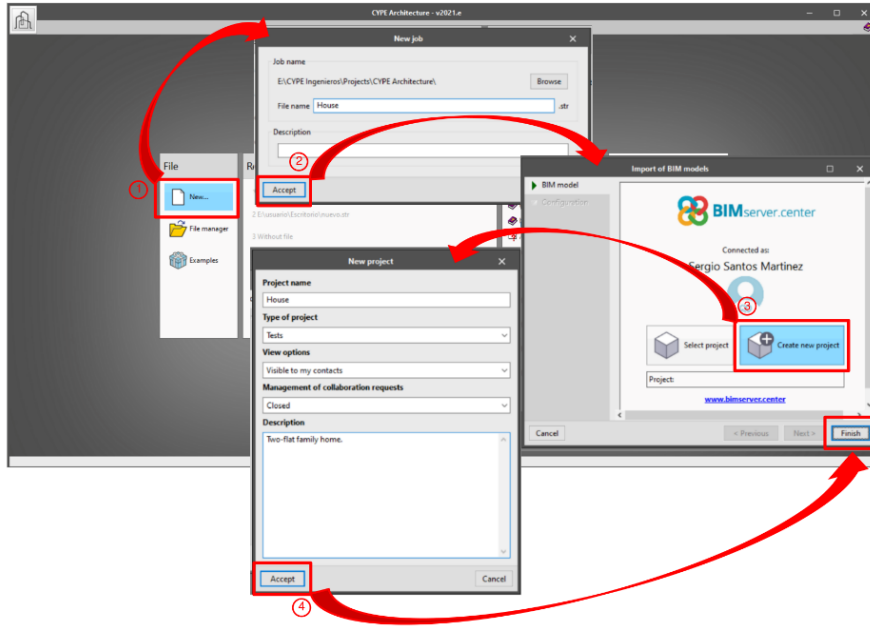 CYPE Architecture - v2021.e
New job
Job name
E:\CYPE Ingenieros\Projects\CYPE Architecture\
Browse
File name
House
.str
Description
2
Accept
File
1
New...
File manager
Examples
2 E:\usuario\Escritorio\nuevo.str
3 Without file
Import of BIM models
BIM model
Configuration
BIMserver.center
Connected as:
Sergio Santos Martinez
3
Select project
Create new project
Project:
www.bimserver.center
Cancel
< Previous
Next >
Finish
New project
Project name
House
Type of project
Tests
View options
Visible to my contacts
Management of collaboration requests
Closed
Description
Two-flat family home.
Accept
Cancel
4